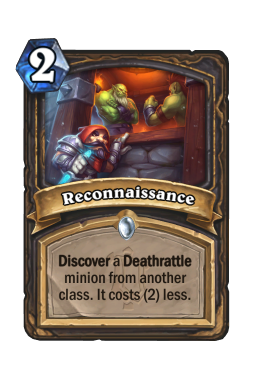 2
Reconnaissance
Discover a Deathrattle
minion from another
class. It costs (2) less.